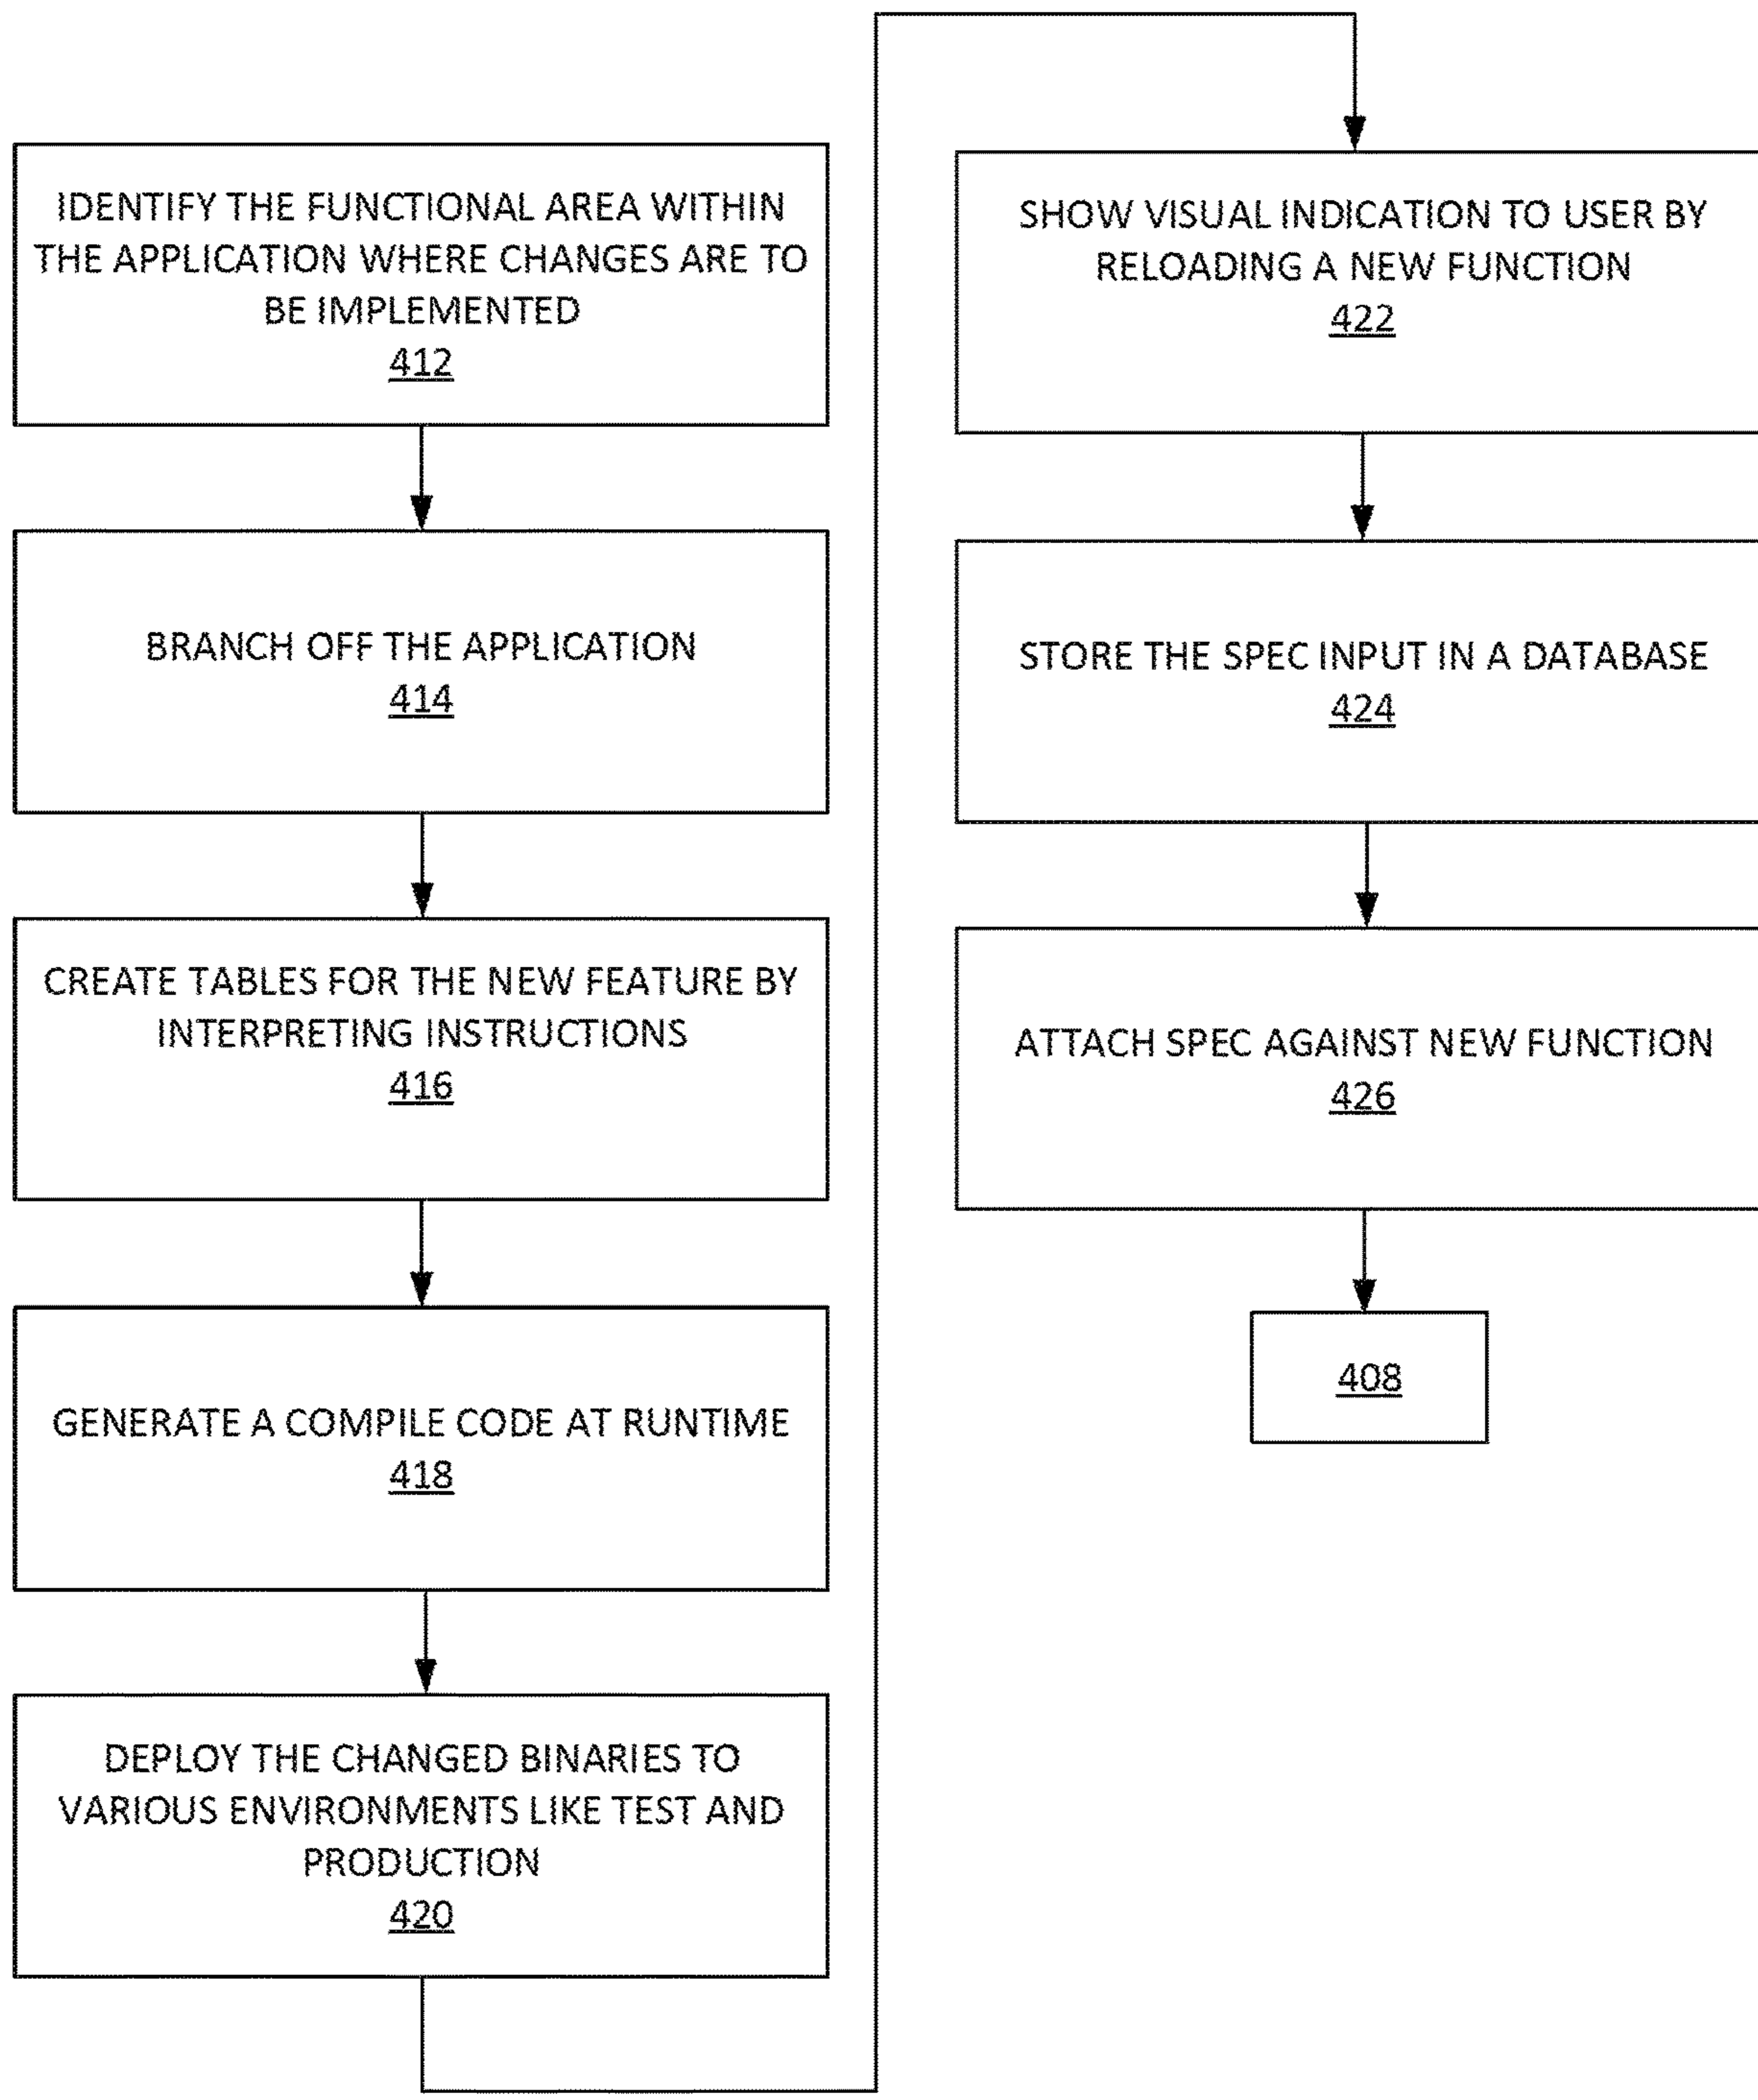 IDENTIFY THE FUNCTIONAL AREA WITHIN
THE APPLICATION WHERE CHANGES ARE TO
BE IMPLEMENTED
412
BRANCH OFF THE APPLICATION
414
CREATE TABLES FOR THE NEW FEATURE BY
INTERPRETING INSTRUCTIONS
416
GENERATE A COMPILE CODE AT RUNTIME
418
DEPLOY THE CHANGED BINARIES TO
VARIOUS ENVIRONMENTS LIKE TEST AND
PRODUCTION
420
SHOW VISUAL INDICATION TO USER BY
RELOADING A NEW FUNCTION
422
STORE THE SPEC INPUT IN A DATABASE
424
ATTACH SPEC AGAINST NEW FUNCTION
426
408